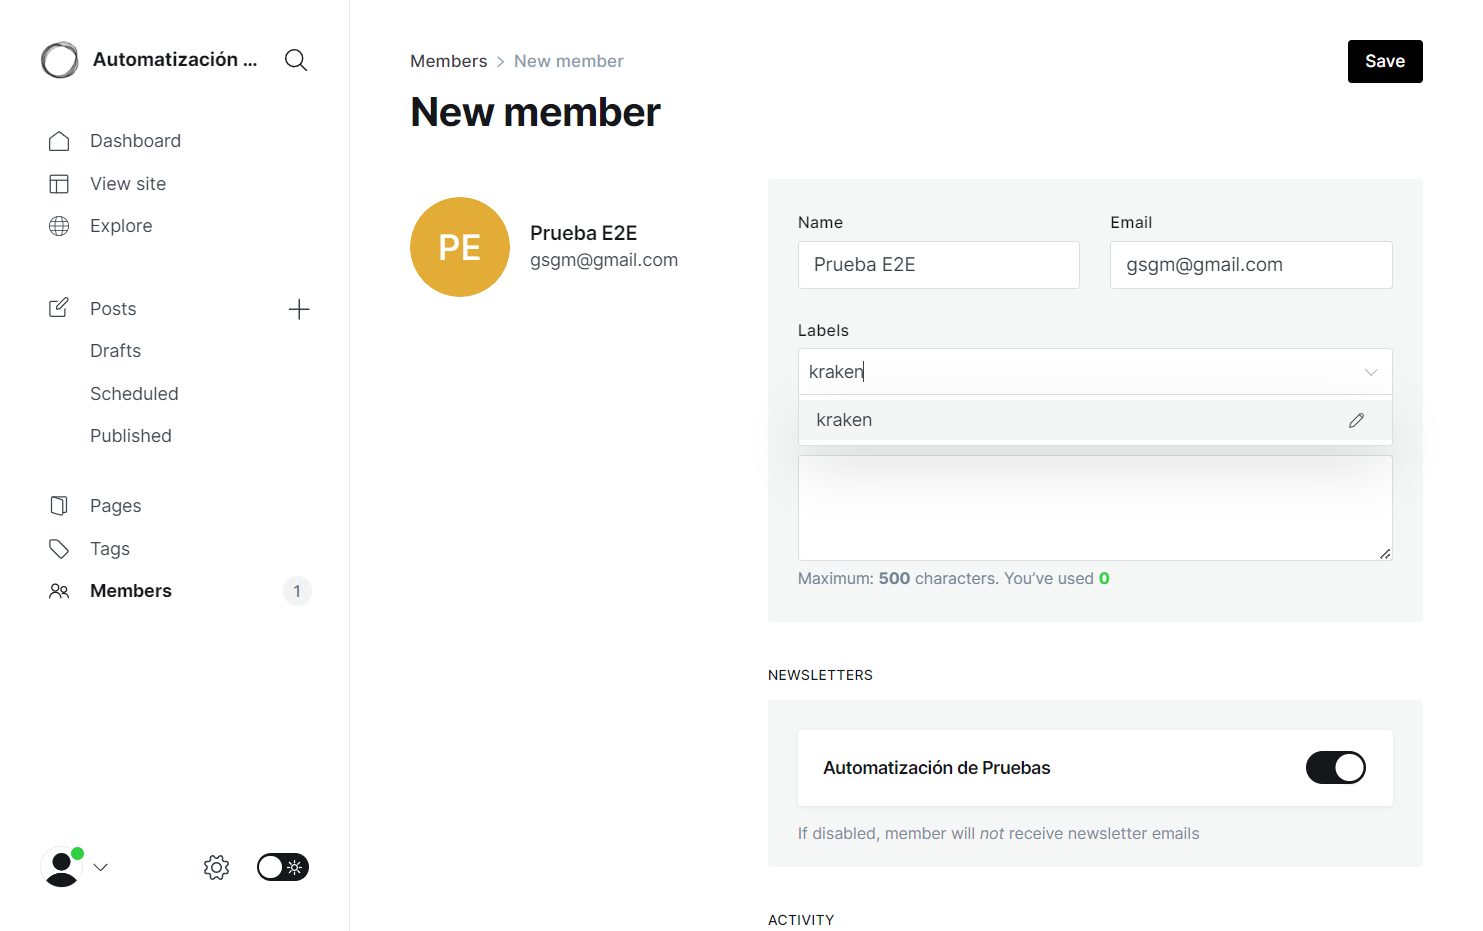 Automatización ...
Dashboard
View site
Explore
Posts
Drafts
Scheduled
Published
Pages
Tags
Members 1
Members > New member
Save
New member
PE
Prueba E2E
gsgm@gmail.com
Name
Email
Prueba E2E
gsgm@gmail.com
Labels
kraken
kraken
Maximum: 500 characters. You’ve used 0
NEWSLETTERS
Automatización de Pruebas
If disabled, member will not receive newsletter emails
ACTIVITY